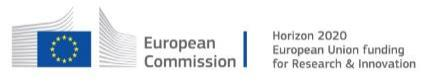 European
Commission
Horizon 2020
European Union funding
for Research & Innovation